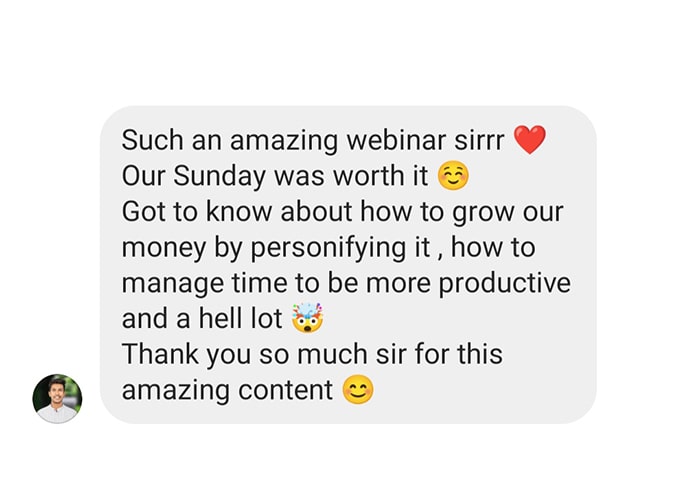 Such an amazing webinar sirrr ❤️
Our Sunday was worth it ☺️
Got to know about how to grow our
money by personifying it , how to
manage time to be more productive
and a hell lot 🤯
Thank you so much sir for this
amazing content 😊